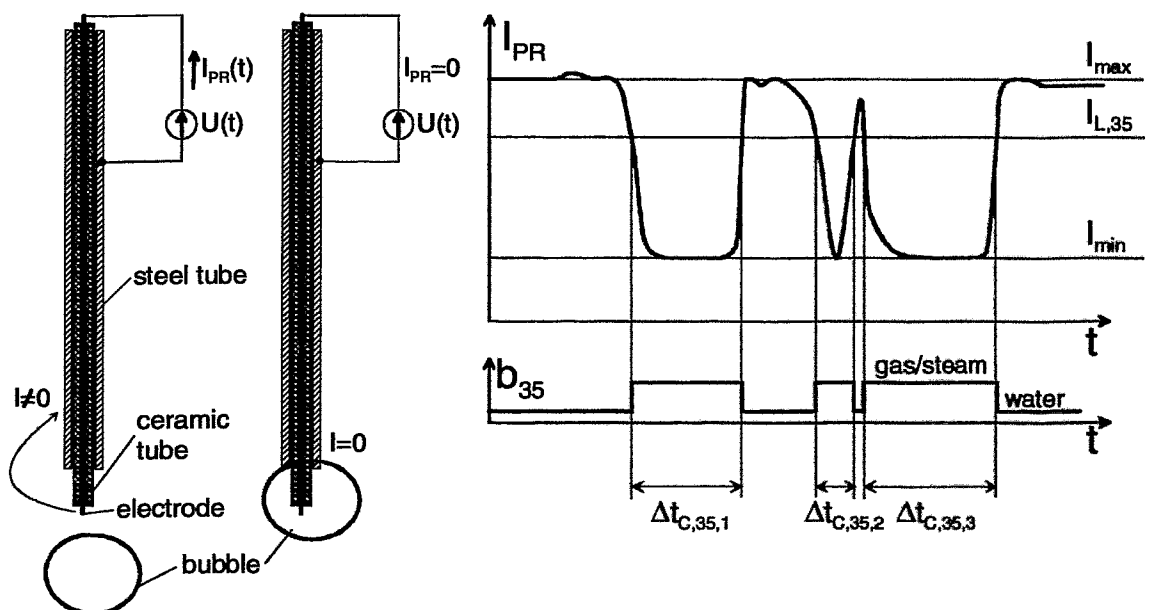 I_PR(t)
U(t)
I_PR=0
U(t)
steel tube
I≠0
ceramic
tube
I=0
electrode
bubble
I_PR
I_max
I_L,35
I_min
t
b_35
gas/steam
water
t
Δt_C,35,1
Δt_C,35,2
Δt_C,35,3